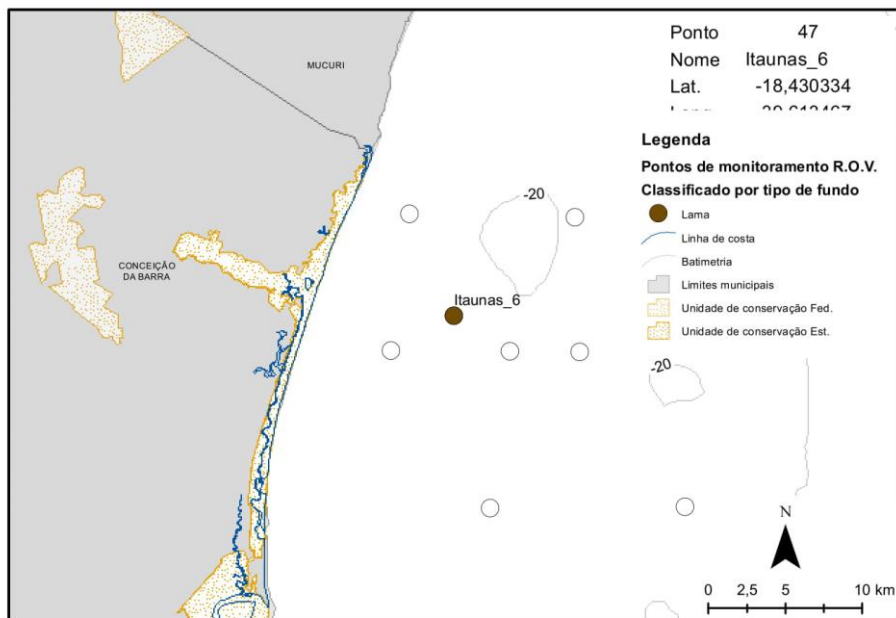 Ponto 47
Nome Itaunas_6
Lat. -18,430334
MUCURI
Legenda
Pontos de monitoramento R.O.V.
Classificado por tipo de fundo
Lama
Linha de costa
Batimetria
Limites municipais
Unidade de conservação Fed.
Unidade de conservação Est.
-20
CONCEIÇÃO
DA BARRA
Itaunas_6
-20
N
0 2,5 5 10 km